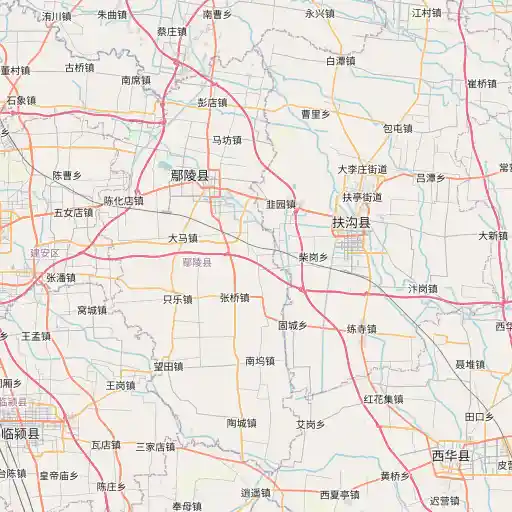 洧川镇
朱曲镇
南曹乡
永兴镇
江村镇
蔡庄镇
白潭镇
董村镇
古桥镇
南席镇
崔桥镇
石象镇
彭店镇
曹里乡
包屯镇
马坊镇
陈曹乡
鄢陵县
大李庄街道
吕潭乡
陈化店镇
韭园镇
扶亭街道
五女店镇
扶沟县
大马镇
大新镇
建安区
鄢陵县
柴岗乡
张潘镇
汴岗镇
只乐镇
张桥镇
窝城镇
固城乡
练寺镇
王孟镇
望田镇
南坞镇
聂堆镇
王岗镇
临颍县
红花集镇
田口乡
陶城镇
艾岗乡
临颍县
瓦店镇
三家店镇
西华县
皇帝庙乡
黄桥乡
陈庄乡
逍遥镇
西夏亭镇
迟营镇
奉母镇